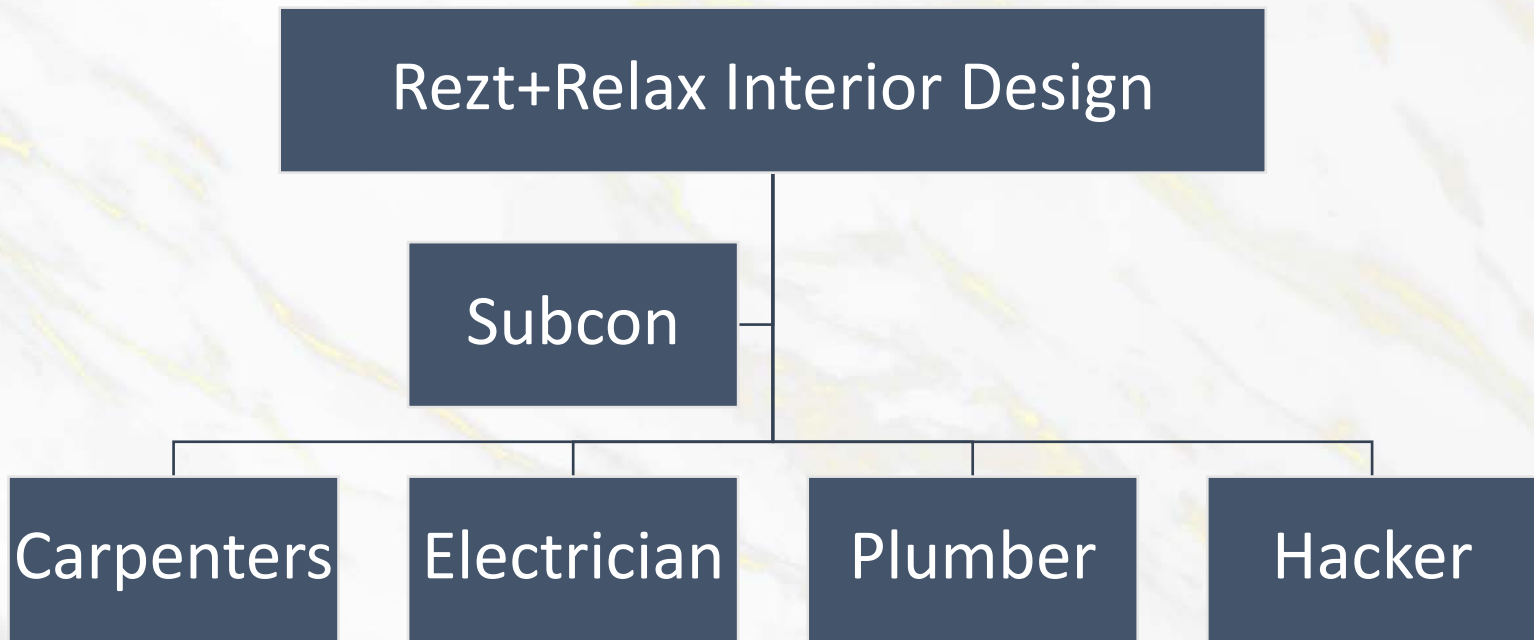 Rezt+Relax Interior Design
Subcon
Carpenters
Electrician
Plumber
Hacker